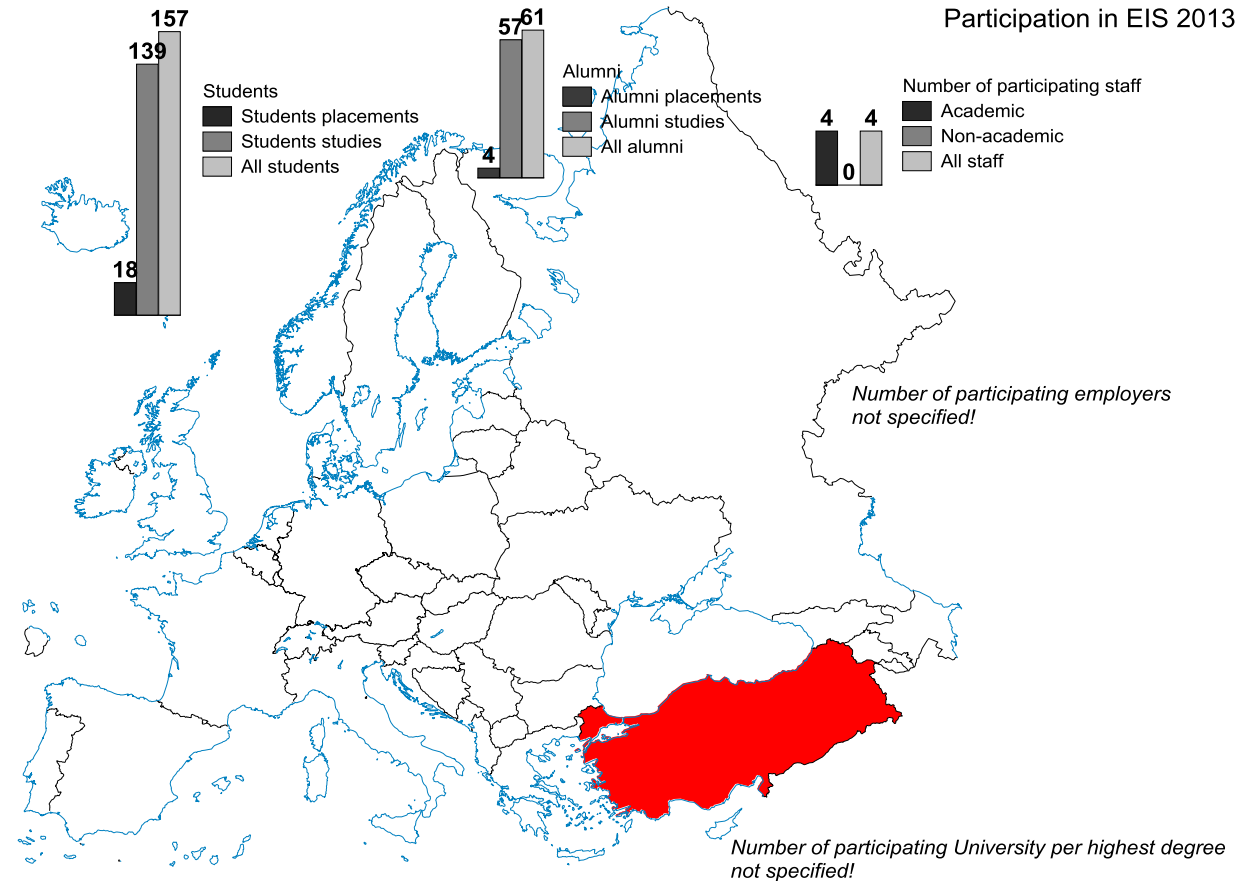 Participation in EIS 2013
157
139
18
Students
Students placements
Students studies
All students
57
61
4
Alumni
Alumni placements
Alumni studies
All alumni
4
0
4
Number of participating staff
Academic
Non-academic
All staff
Number of participating employers
not specified!
Number of participating University per highest degree
not specified!